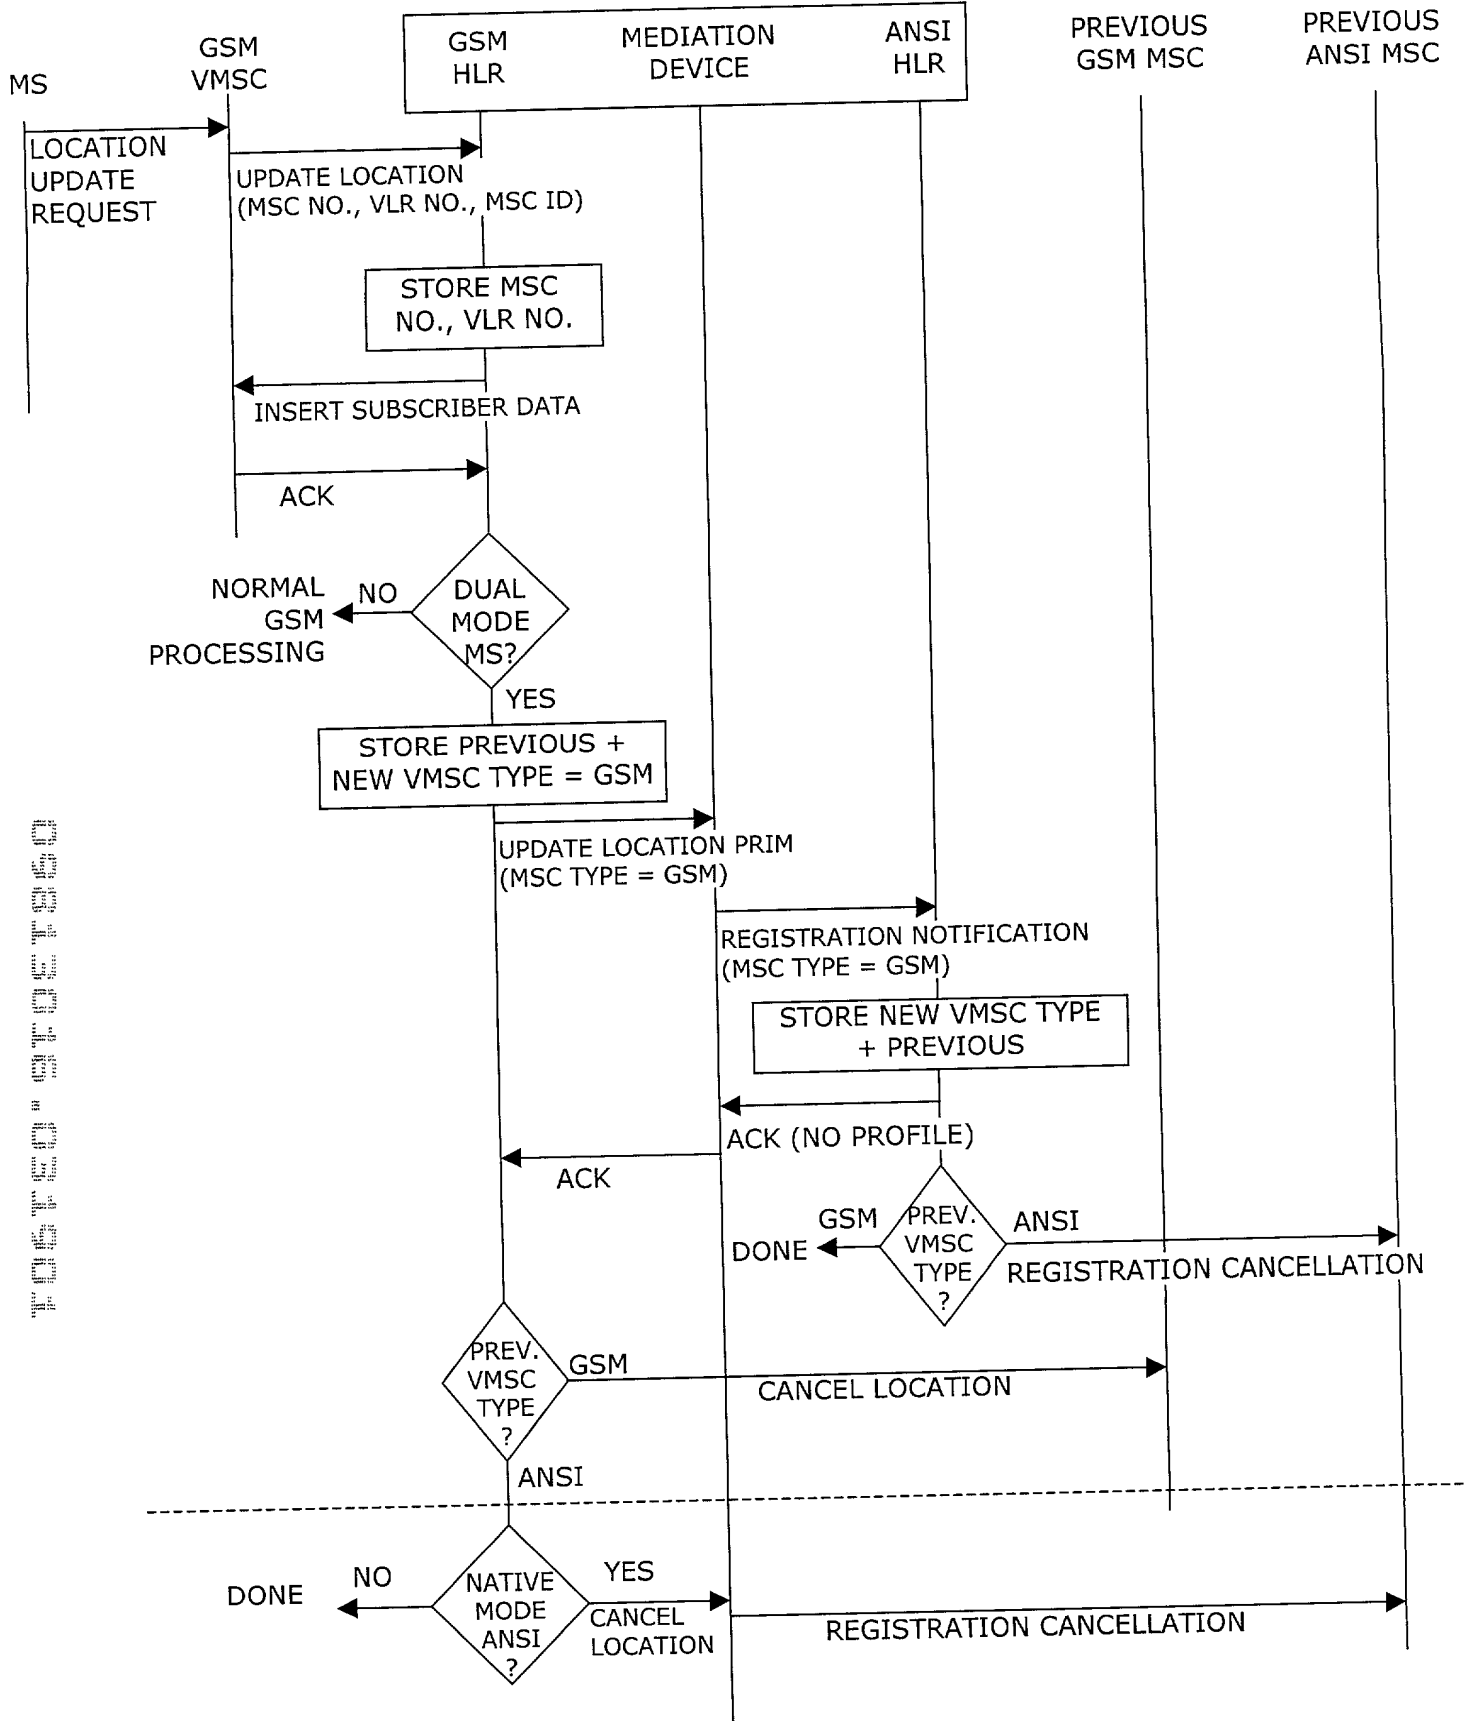 MS
GSM
VMSC
GSM
HLR
MEDIATION
DEVICE
ANSI
HLR
PREVIOUS
GSM MSC
PREVIOUS
ANSI MSC
LOCATION
UPDATE
REQUEST
UPDATE LOCATION
(MSC NO., VLR NO., MSC ID)
STORE MSC
NO., VLR NO.
INSERT SUBSCRIBER DATA
ACK
DUAL
MODE
MS?
NO
NORMAL
GSM
PROCESSING
YES
STORE PREVIOUS +
NEW VMSC TYPE = GSM
UPDATE LOCATION PRIM
(MSC TYPE = GSM)
REGISTRATION NOTIFICATION
(MSC TYPE = GSM)
STORE NEW VMSC TYPE
+ PREVIOUS
ACK (NO PROFILE)
ACK
PREV.
VMSC
TYPE
?
GSM
DONE
ANSI
REGISTRATION CANCELLATION
PREV.
VMSC
TYPE
?
GSM
CANCEL LOCATION
ANSI
NATIVE
MODE
ANSI
?
NO
DONE
YES
CANCEL
LOCATION
REGISTRATION CANCELLATION